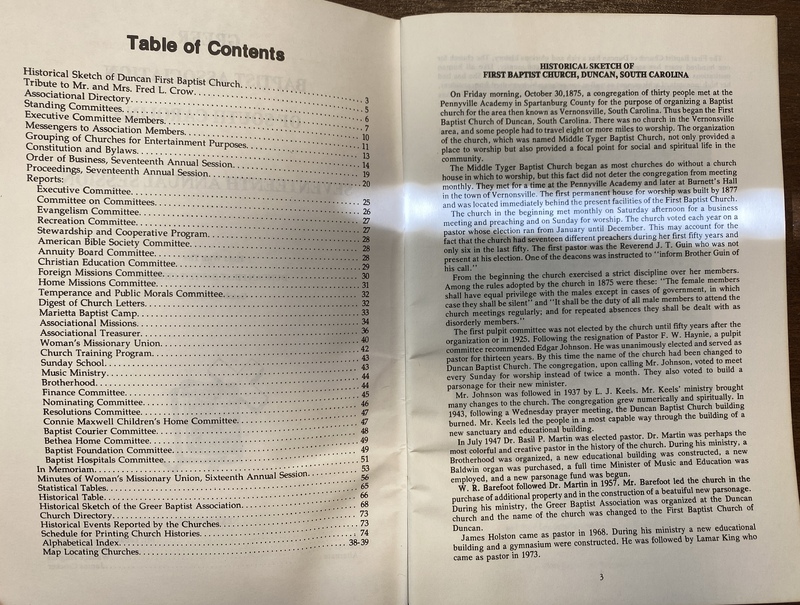 Table of Contents
Historical Sketch of Duncan First Baptist Church. 3
Tribute to Mr. and Mrs. Fred L. Crow. 5
Associational Directory. 6
Standing Committees. 7
Executive Committee Members. 10
Messengers to Association Members. 11
Grouping of Churches for Entertainment Purposes. 13
Constitution and Bylaws. 14
Order of Business, Seventeenth Annual Session. 19
Proceedings, Seventeenth Annual Session. 20
Reports:
Executive Committee. 25
Committee on Committees. 26
Evangelism Committee. 27
Recreation Committee. 27
Stewardship and Cooperative Program. 28
American Bible Society Committee. 28
Annuity Board Committee. 28
Christian Education Committee. 29
Foreign Missions Committee. 30
Home Missions Committee. 31
Temperance and Public Morals Committee. 32
Digest of Church Letters. 32
Marietta Baptist Camp. 33
Associational Missions. 34
Associational Treasurer. 36
Woman's Missionary Union. 40
Church Training Program. 42
Sunday School. 43
Music Ministry. 43
Brotherhood. 44
Finance Committee. 44
Nominating Committee. 45
Resolutions Committee. 46
Connie Maxwell Children's Home Committee. 47
Baptist Courier Committee. 47
Bethea Home Committee. 48
Baptist Foundation Committee. 49
Baptist Hospitals Committee. 49
In Memoriam. 51
Minutes of Woman's Missionary Union, Sixteenth Annual Session. 53
Statistical Tables. 56
Historical Table. 65
Historical Sketch of the Greer Baptist Association. 66
Church Directory. 68
Historical Events Reported by the Churches. 73
Schedule for Printing Church Histories. 73
Alphabetical Index. 74
Map Locating Churches. 38-39
HISTORICAL SKETCH OF
FIRST BAPTIST CHURCH, DUNCAN, SOUTH CAROLINA
On Friday morning, October 30,1875, a congregation of thirty people met at the
Pennyville Academy in Spartanburg County for the purpose of organizing a Baptist
church for the area then known as Vernonsville, South Carolina. Thus began the First
Baptist Church of Duncan, South Carolina. There was no church in the Vernonsville
area, and some people had to travel eight or more miles to worship. The organization
of the church, which was named Middle Tyger Baptist Church, not only provided a
place to worship but also provided a focal point for social and spiritual life in the
community.
The Middle Tyger Baptist Church began as most churches do without a church
house in which to worship, but this fact did not deter the congregation from meeting
monthly. They met for a time at the Pennyville Academy and later at Burnett's Hall
in the town of Vernonsville. The first permanent house for worship was built by 1877
and was located immediately behind the present facilities of the First Baptist Church.
The church in the beginning met monthly on Saturday afternoon for a business
meeting and preaching and on Sunday for worship. The church voted each year on a
pastor whose election ran from January until December. This may account for the
fact that the church had seventeen different preachers during her first fifty years and
only six in the last fifty. The first pastor was the Reverend J. T. Guin who was not
present at his election. One of the deacons was instructed to "inform Brother Guin of
his call."
From the beginning the church exercised a strict discipline over her members.
Among the rules adopted by the church in 1875 were these: "The female members
shall have equal privilege with the males except in cases of government, in which
case they shall be silent" and "It shall be the duty of all male members to attend the
church meetings regularly; and for repeated absences they shall be dealt with as
disorderly members."
The first pulpit committee was not elected by the church until fifty years after the
organization or in 1925. Following the resignation of Pastor F. W. Haynie, a pulpit
committee recommended Edgar Johnson. He was unanimously elected and served as
pastor for thirteen years. By this time the name of the church had been changed to
Duncan Baptist Church. The congregation, upon calling Mr. Johnson, voted to meet
every Sunday for worship instead of twice a month. They also voted to build a
parsonage for their new minister.
Mr. Johnson was followed in 1937 by L. J. Keels. Mr. Keels' ministry brought
many changes to the church. The congregation grew numerically and spiritually. In
1943, following a Wednesday prayer meeting, the Duncan Baptist Church building
burned. Mr. Keels led the people in a most capable way through the building of a
new sanctuary and educational building.
In July 1947 Dr. Basil P. Martin was elected pastor. Dr. Martin was perhaps the
most colorful and creative pastor in the history of the church. During his ministry, a
Brotherhood was organized, a new educational building was constructed, a new
Baldwin organ was purchased, a full time Minister of Music and Education was
employed, and a new parsonage fund was begun.
W. R. Barefoot followed Dr. Martin in 1957. Mr. Barefoot led the church in the
purchase of additional property and in the construction of a beatuiful new parsonage.
During his ministry, the Greer Baptist Association was organized at the Duncan
church and the name of the church was changed to the First Baptist Church of
Duncan.
James Holston came as pastor in 1968. During his ministry a new educational
building and a gymnasium were constructed. He was followed by Lamar King who
came as pastor in 1973.
3